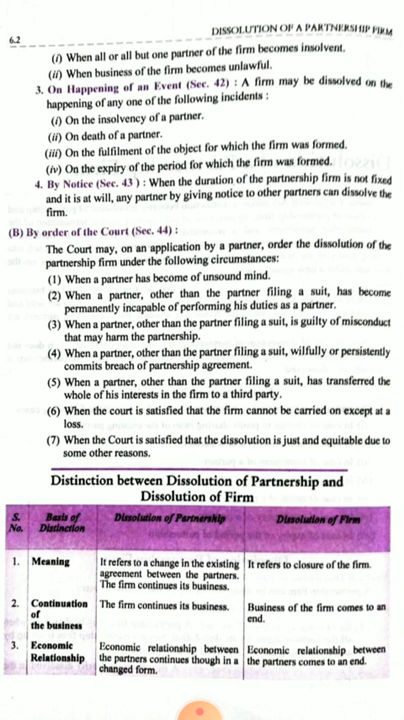 6.2
DISSOLUTION OF A PARTNERSHIP FIRM
(i) When all or all but one partner of the firm becomes insolvent.
(ii) When business of the firm becomes unlawful.
3. On Happening of an Event (Sec. 42) : A firm may be dissolved on the
happening of any one of the following incidents :
(i) On the insolvency of a partner.
(ii) On death of a partner.
(iii) On the fulfilment of the object for which the firm was formed.
(iv) On the expiry of the period for which the firm was formed.
4. By Notice (Sec. 43 ) : When the duration of the partnership firm is not fixed
and it is at will, any partner by giving notice to other partners can dissolve the
firm.
(B) By order of the Court (Sec. 44) :
The Court may, on an application by a partner, order the dissolution of the
partnership firm under the following circumstances:
(1) When a partner has become of unsound mind.
(2) When a partner, other than the partner filing a suit, has become
permanently incapable of performing his duties as a partner.
(3) When a partner, other than the partner filing a suit, is guilty of misconduct
that may harm the partnership.
(4) When a partner, other than the partner filing a suit, wilfully or persistently
commits breach of partnership agreement.
(5) When a partner, other than the partner filing a suit, has transferred the
whole of his interests in the firm to a third party.
(6) When the court is satisfied that the firm cannot be carried on except at a
loss.
(7) When the Court is satisfied that the dissolution is just and equitable due to
some other reasons.
Distinction between Dissolution of Partnership and
Dissolution of Firm
S. No. Basis of Distinction Dissolution of Partnership Dissolution of Firm
1. Meaning It refers to a change in the existing It refers to closure of the firm.
agreement between the partners.
The firm continues its business.
2. Continuation The firm continues its business. Business of the firm comes to an
of end.
the business
3. Economic Economic relationship between Economic relationship between
Relationship the partners continues though in a the partners comes to an end.
changed form.